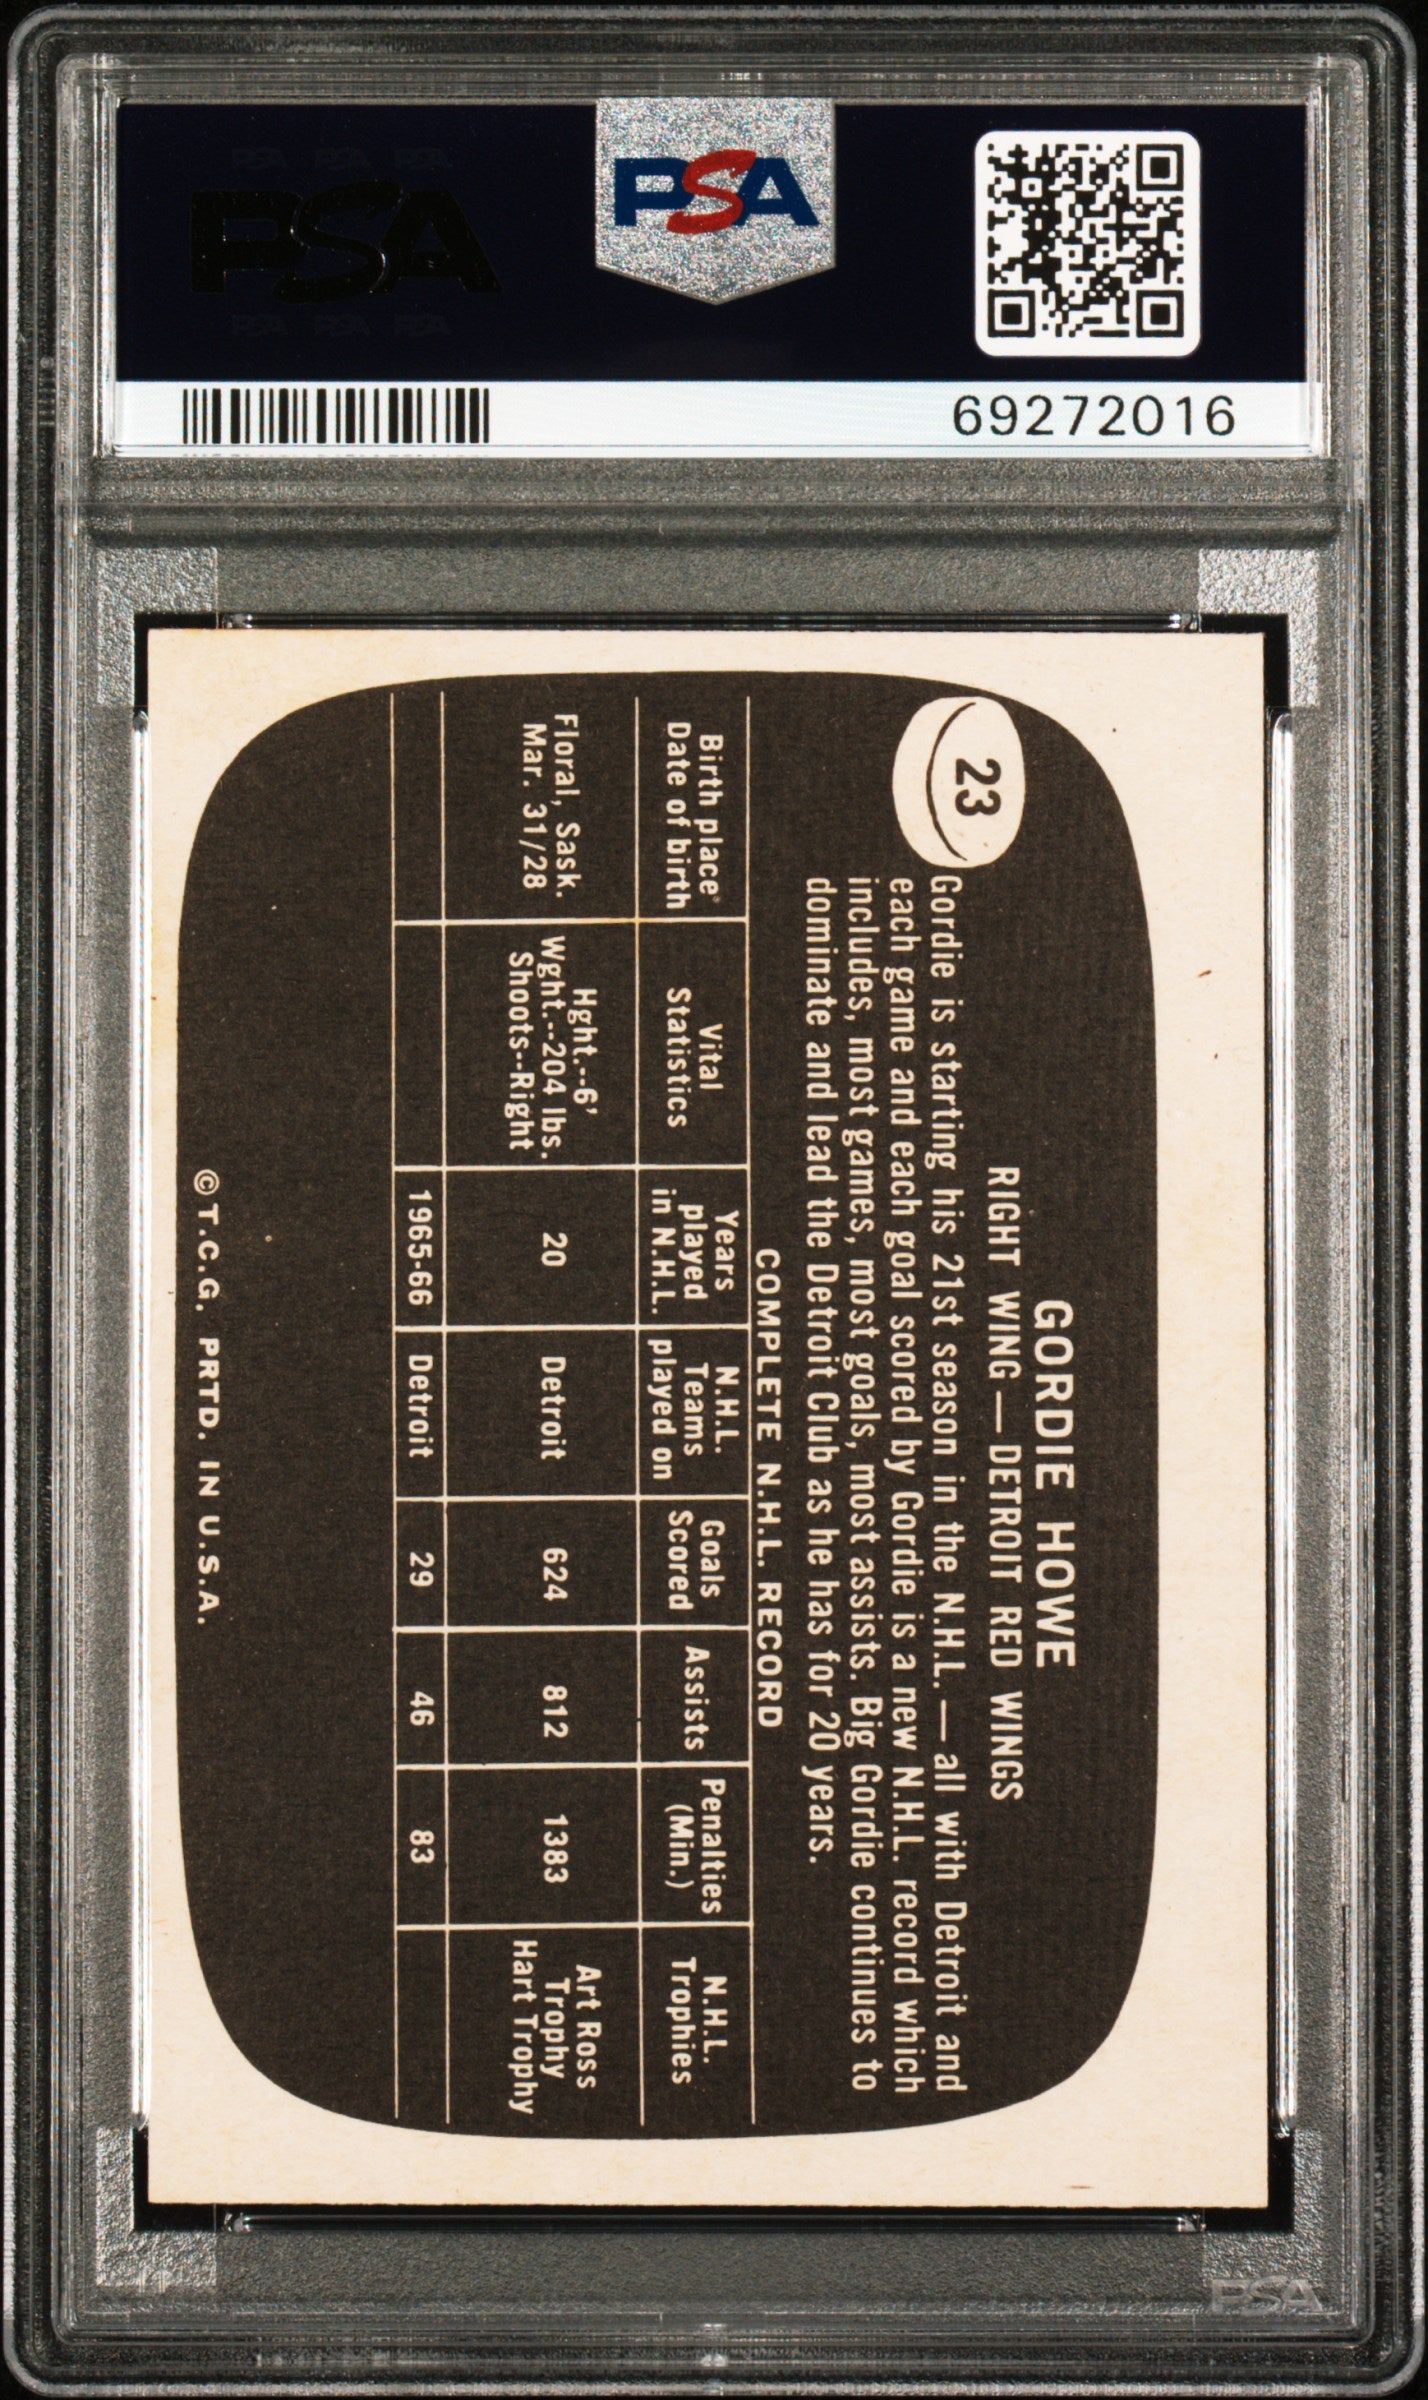 PSA
PSA
69272016
23
GORDIE HOWE
RIGHT WING — DETROIT RED WINGS
Gordie is starting his 21st season in the N.H.L. — all with Detroit and
each game and each goal scored by Gordie is a new N.H.L. record which
includes, most games, most goals, most assists. Big Gordie continues to
dominate and lead the Detroit Club as he has for 20 years.
COMPLETE N.H.L. RECORD
Birth place
Date of birth
Vital
Statistics
Years
played
in N.H.L.
N.H.L.
Teams
played on
Goals
Scored
Assists
Penalties
(Min.)
N.H.L.
Trophies
Floral, Sask.
Mar. 31/28
Hght.--6'
Wght.--204 lbs.
Shoots--Right
20
Detroit
624
812
1383
Art Ross
Trophy
Hart Trophy
1965-66
Detroit
29
46
83
© T.C.G. PRTD. IN U.S.A.
PSA